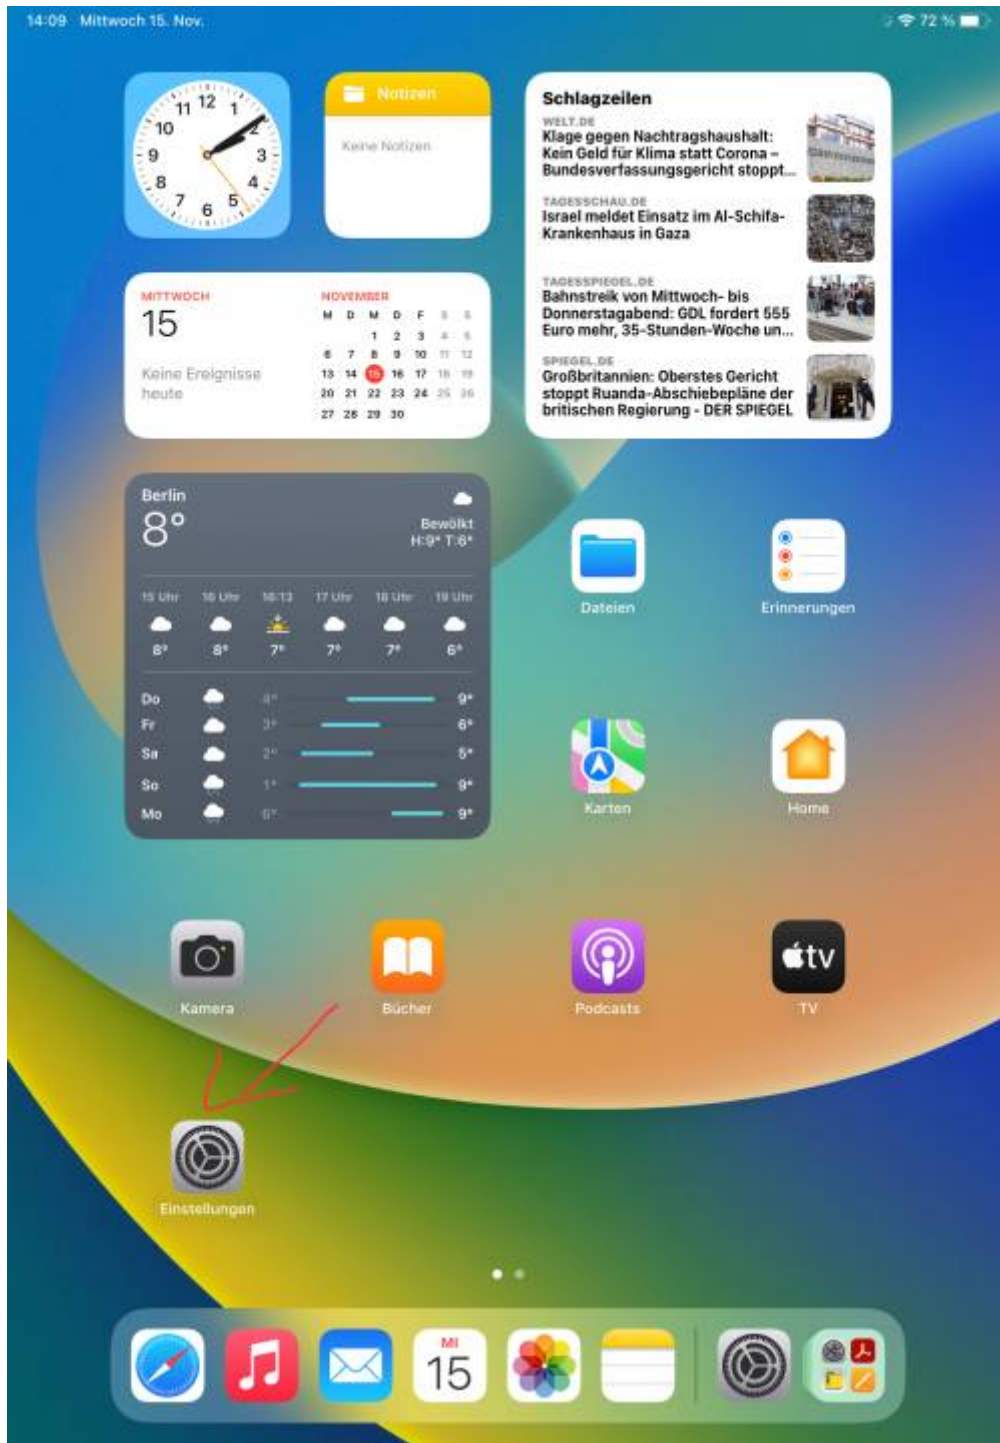 14:09 Mittwoch 15. Nov.
72 %
11 12 1
10 2
9 3
8 4
7 6 5
Notizen
Keine Notizen
Schlagzeilen
WELT.DE
Klage gegen Nachtragshaushalt:
Kein Geld für Klima statt Corona –
Bundesverfassungsgericht stoppt...
TAGESSCHAU.DE
Israel meldet Einsatz im Al-Schifa-
Krankenhaus in Gaza
TAGESSPIEGEL.DE
Bahnstreik von Mittwoch- bis
Donnerstagabend: GDL fordert 555
Euro mehr, 35-Stunden-Woche un...
SPIEGEL.DE
Großbritannien: Oberstes Gericht
stoppt Ruanda-Abschiebepläne der
britischen Regierung - DER SPIEGEL
MITTWOCH
15
Keine Ereignisse
heute
NOVEMBER
M D M D F S S
1 2 3 4 5
6 7 8 9 10 11 12
13 14 15 16 17 18 19
20 21 22 23 24 25 26
27 28 29 30
Berlin
8°
Bewölkt
H:9° T:6°
15 Uhr 16 Uhr 16:13 17 Uhr 18 Uhr 19 Uhr
8° 8° 7° 7° 7° 6°
Do 4° 9°
Fr 3° 6°
Sa 2° 5°
So 1° 9°
Mo 6° 9°
Dateien
Erinnerungen
Karten
Home
tv
Kamera
Bücher
Podcasts
TV
Einstellungen
MI
15